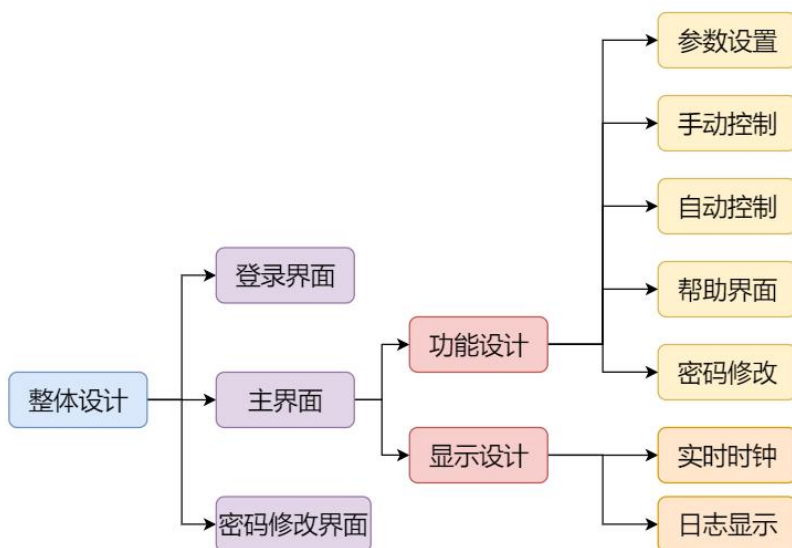 参数设置
手动控制
自动控制
登录界面
帮助界面
功能设计
密码修改
整体设计
主界面
显示设计
实时时钟
密码修改界面
日志显示